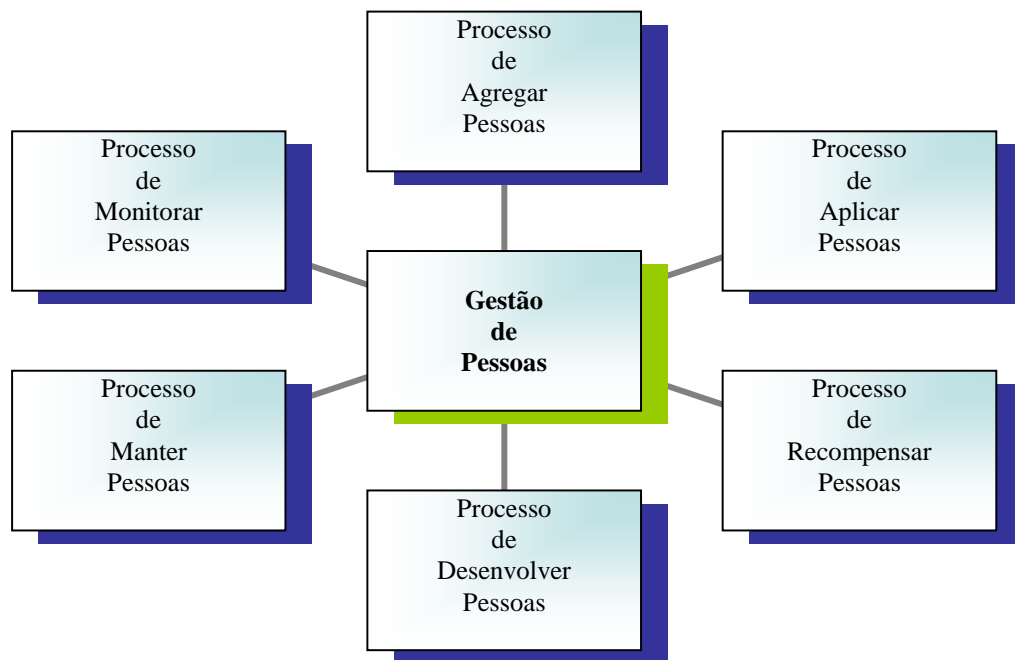 Processo
de
Agregar
Pessoas
Processo
de
Monitorar
Pessoas
Processo
de
Aplicar
Pessoas
Gestão
de
Pessoas
Processo
de
Manter
Pessoas
Processo
de
Recompensar
Pessoas
Processo
de
Desenvolver
Pessoas